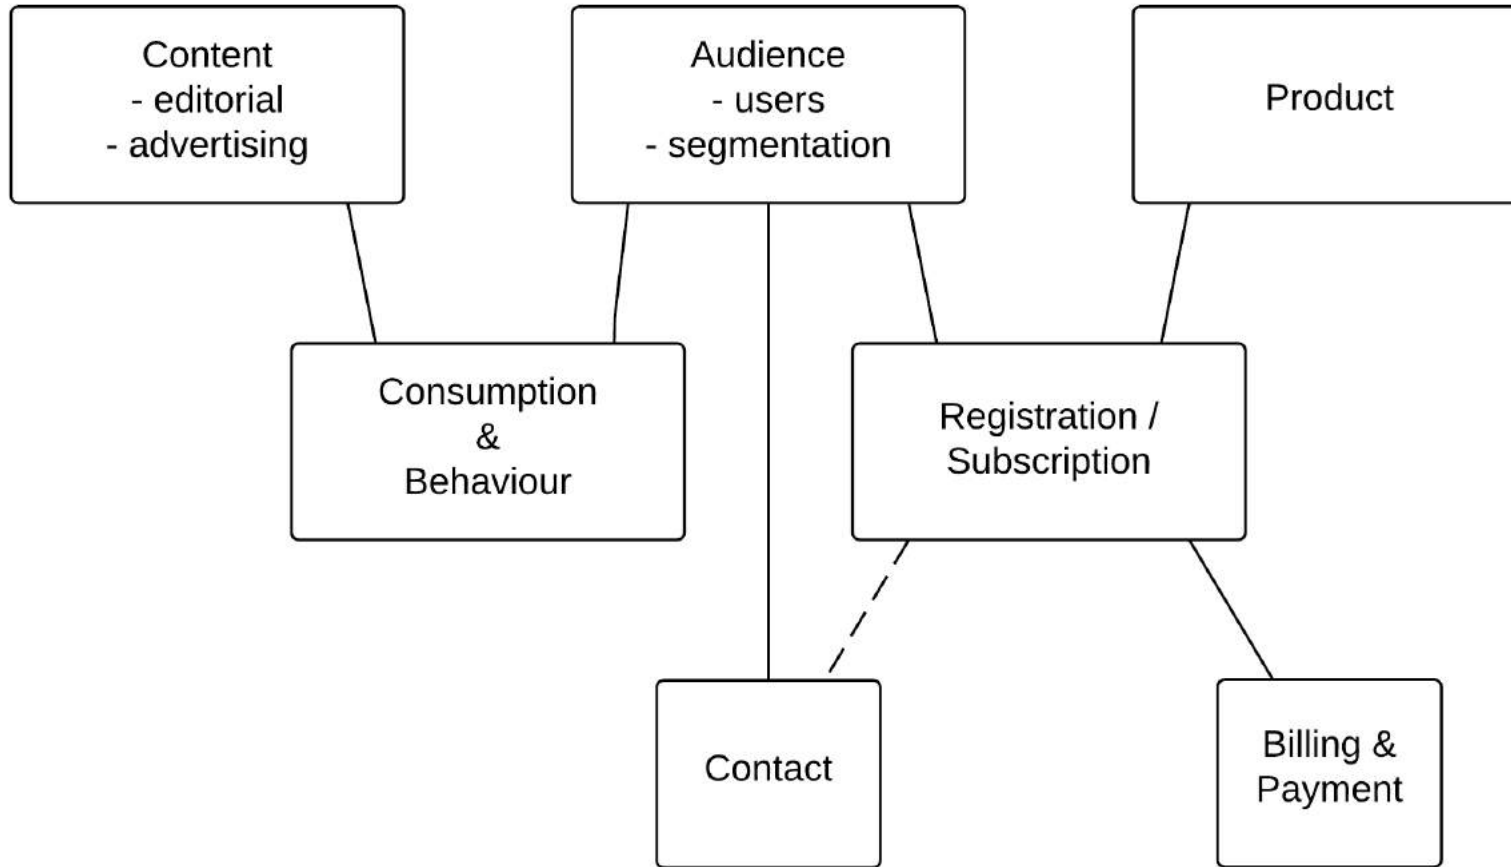 Content
- editorial
- advertising
Audience
- users
- segmentation
Product
Consumption
&
Behaviour
Registration /
Subscription
Contact
Billing &
Payment